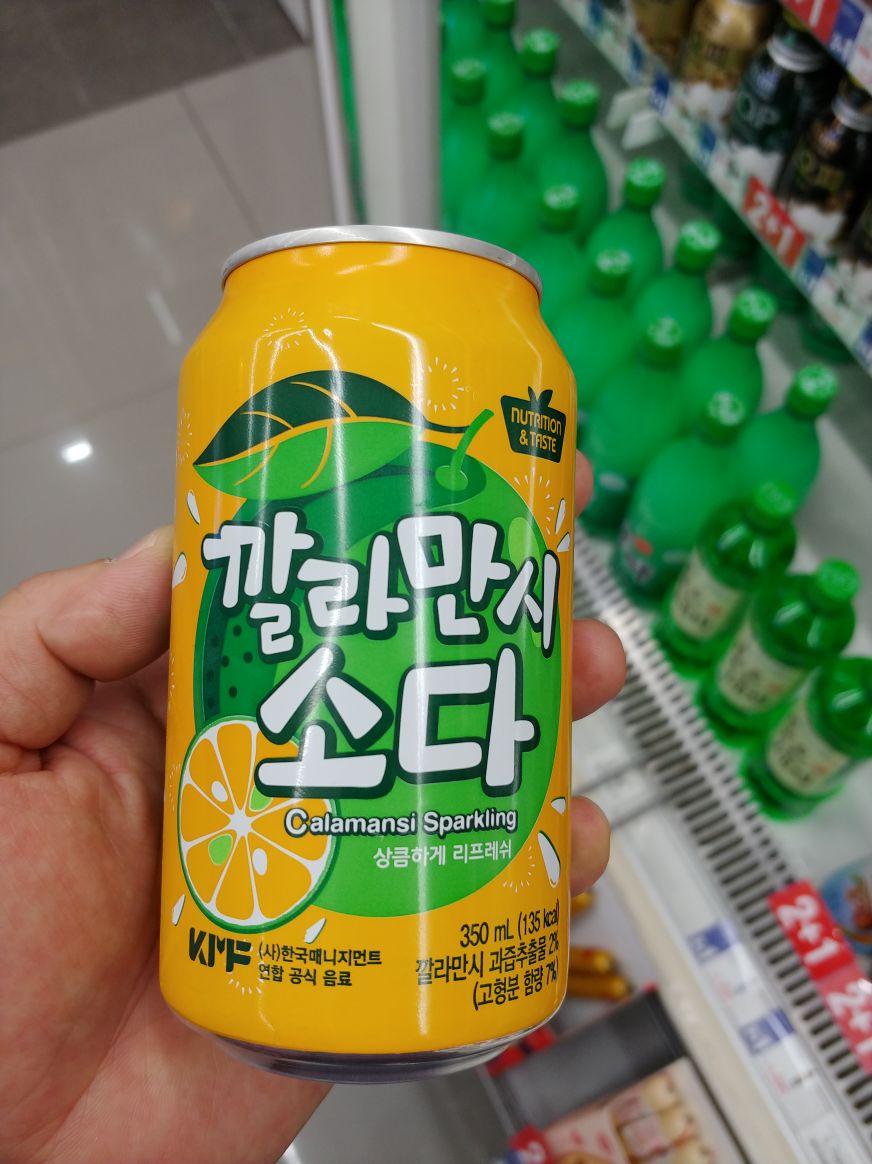 NUTRITION
& TASTE
깔라만시
소다
Calamansi Sparkling
상큼하게 리프레쉬
350 mL (135 kcal)
깔라만시 과즙추출물 2%
(고형분 함량 7%)
KMF
(사)한국매니지먼트
연합 공식 음료
2+1
2+1
2+1